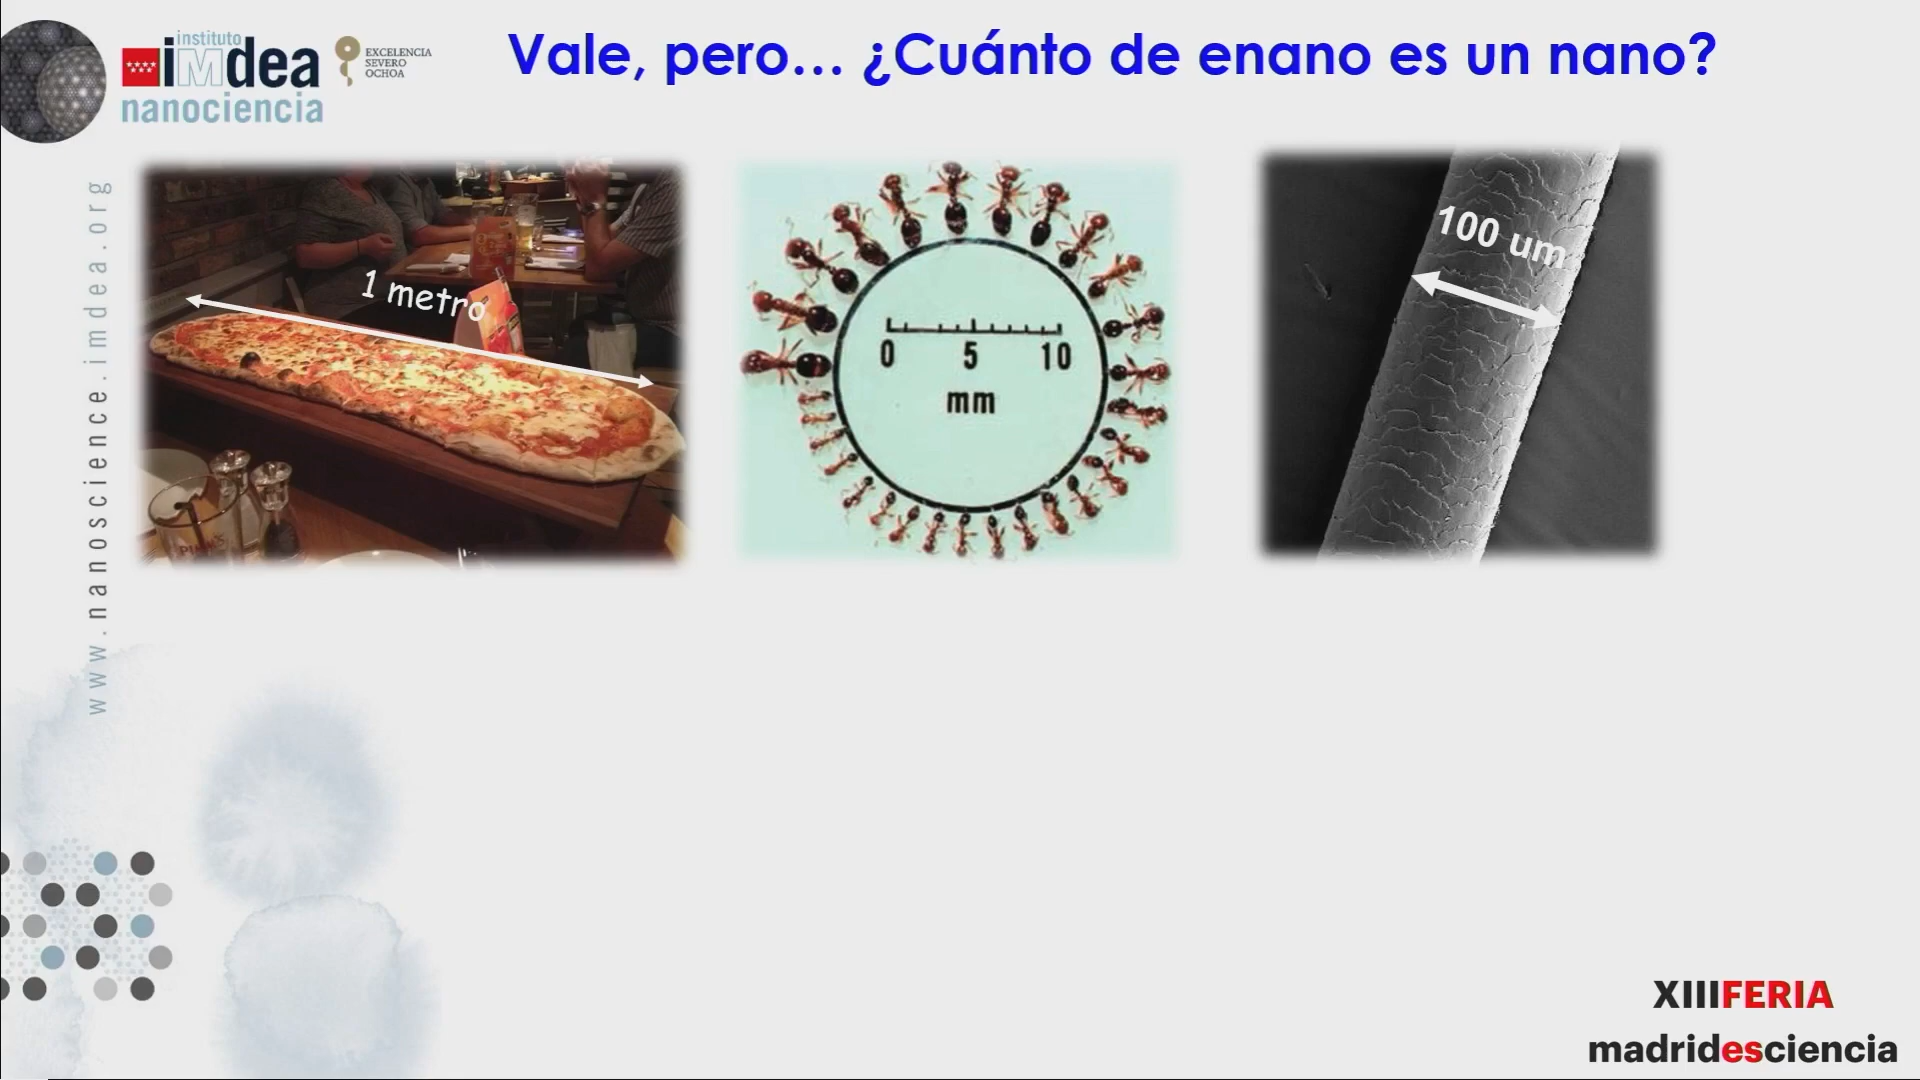 instituto
imdea
nanociencia
EXCELENCIA
SEVERO
OCHOA
Vale, pero... ¿Cuánto de enano es un nano?
www.nanoscience.imdea.org
1 metro
0 5 10
mm
100 um
XIIIFERIA
madridesciencia